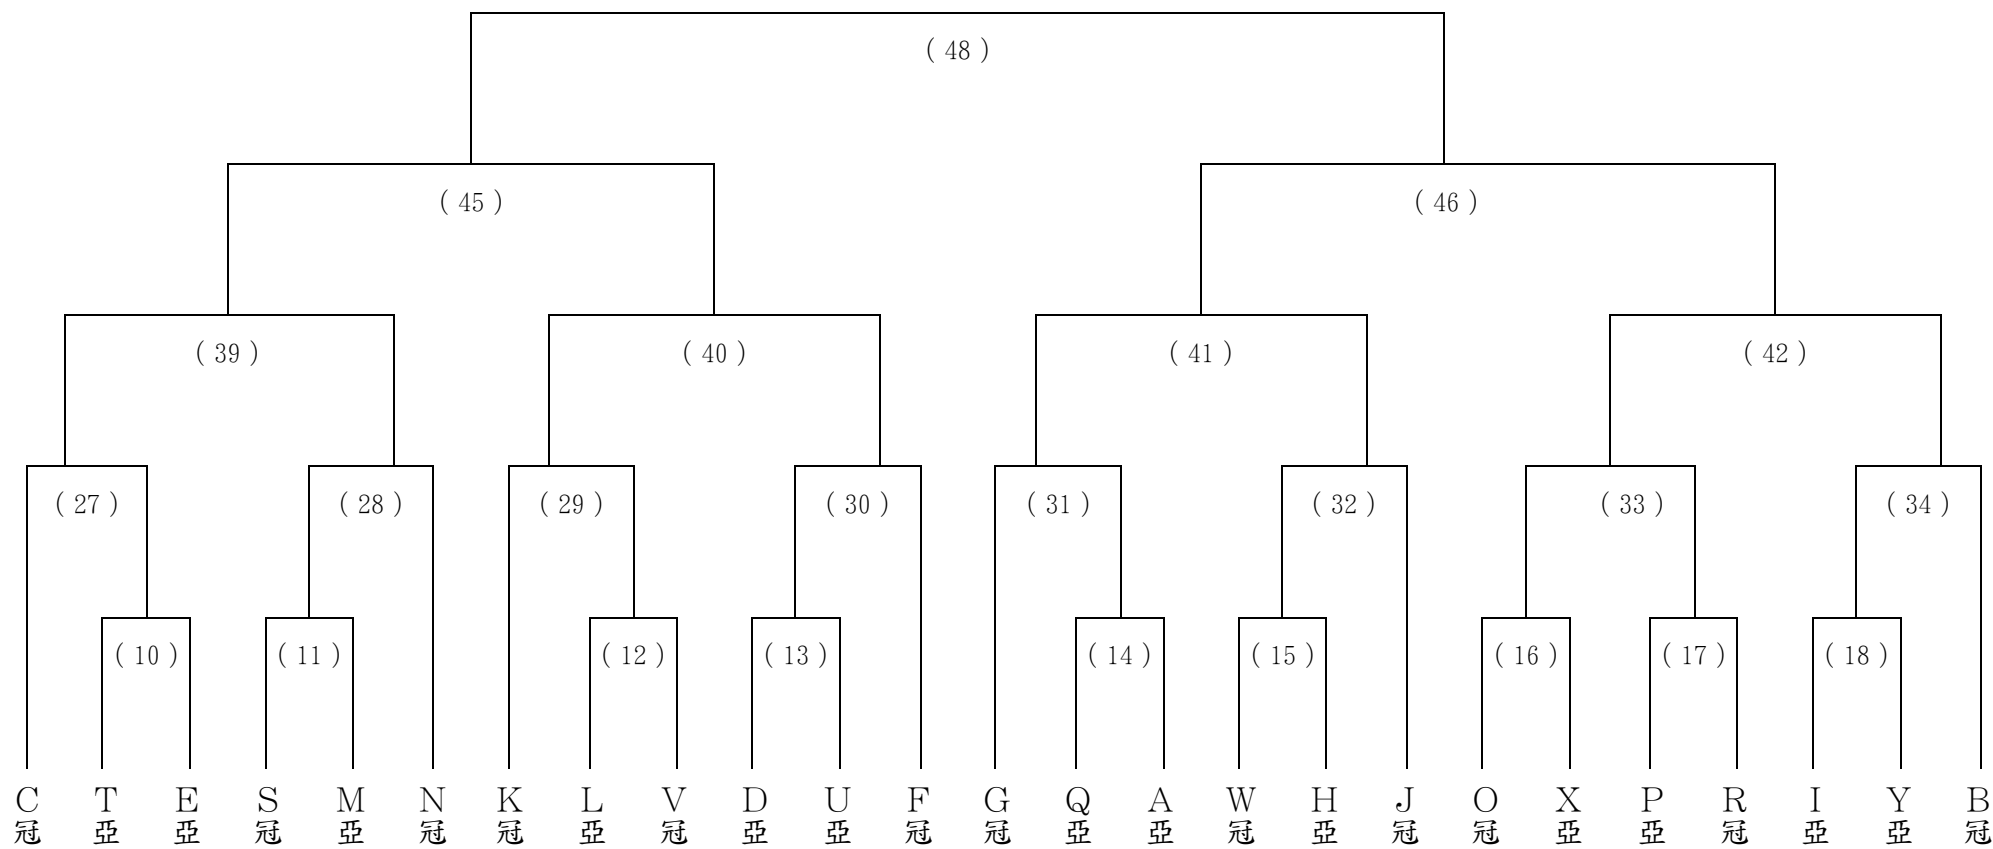 ( 48 )
( 45 ) ( 46 )
( 39 ) ( 40 ) ( 41 ) ( 42 )
( 27 ) ( 28 ) ( 29 ) ( 30 ) ( 31 ) ( 32 ) ( 33 ) ( 34 )
( 10 ) ( 11 ) ( 12 ) ( 13 ) ( 14 ) ( 15 ) ( 16 ) ( 17 ) ( 18 )
C T E S M N K L V D U F G Q A W H J O X P R I Y B
冠 亞 亞 冠 亞 冠 冠 亞 冠 亞 亞 冠 冠 亞 亞 冠 亞 冠 冠 亞 亞 冠 亞 亞 冠